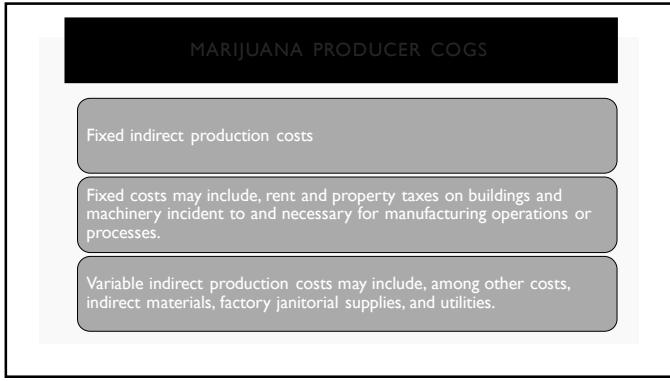 MARIJUANA PRODUCER COGS
Fixed indirect production costs
Fixed costs may include, rent and property taxes on buildings and
machinery incident to and necessary for manufacturing operations or
processes.
Variable indirect production costs may include, among other costs,
indirect materials, factory janitorial supplies, and utilities.